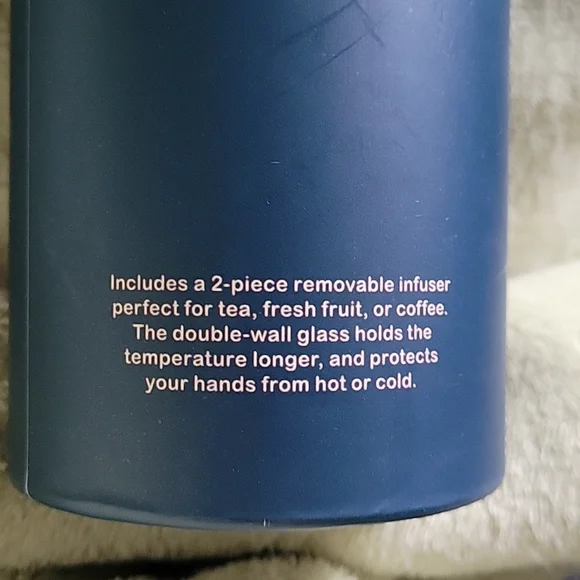 Includes a 2-piece removable infuser
perfect for tea, fresh fruit, or coffee.
The double-wall glass holds the
temperature longer, and protects
your hands from hot or cold.